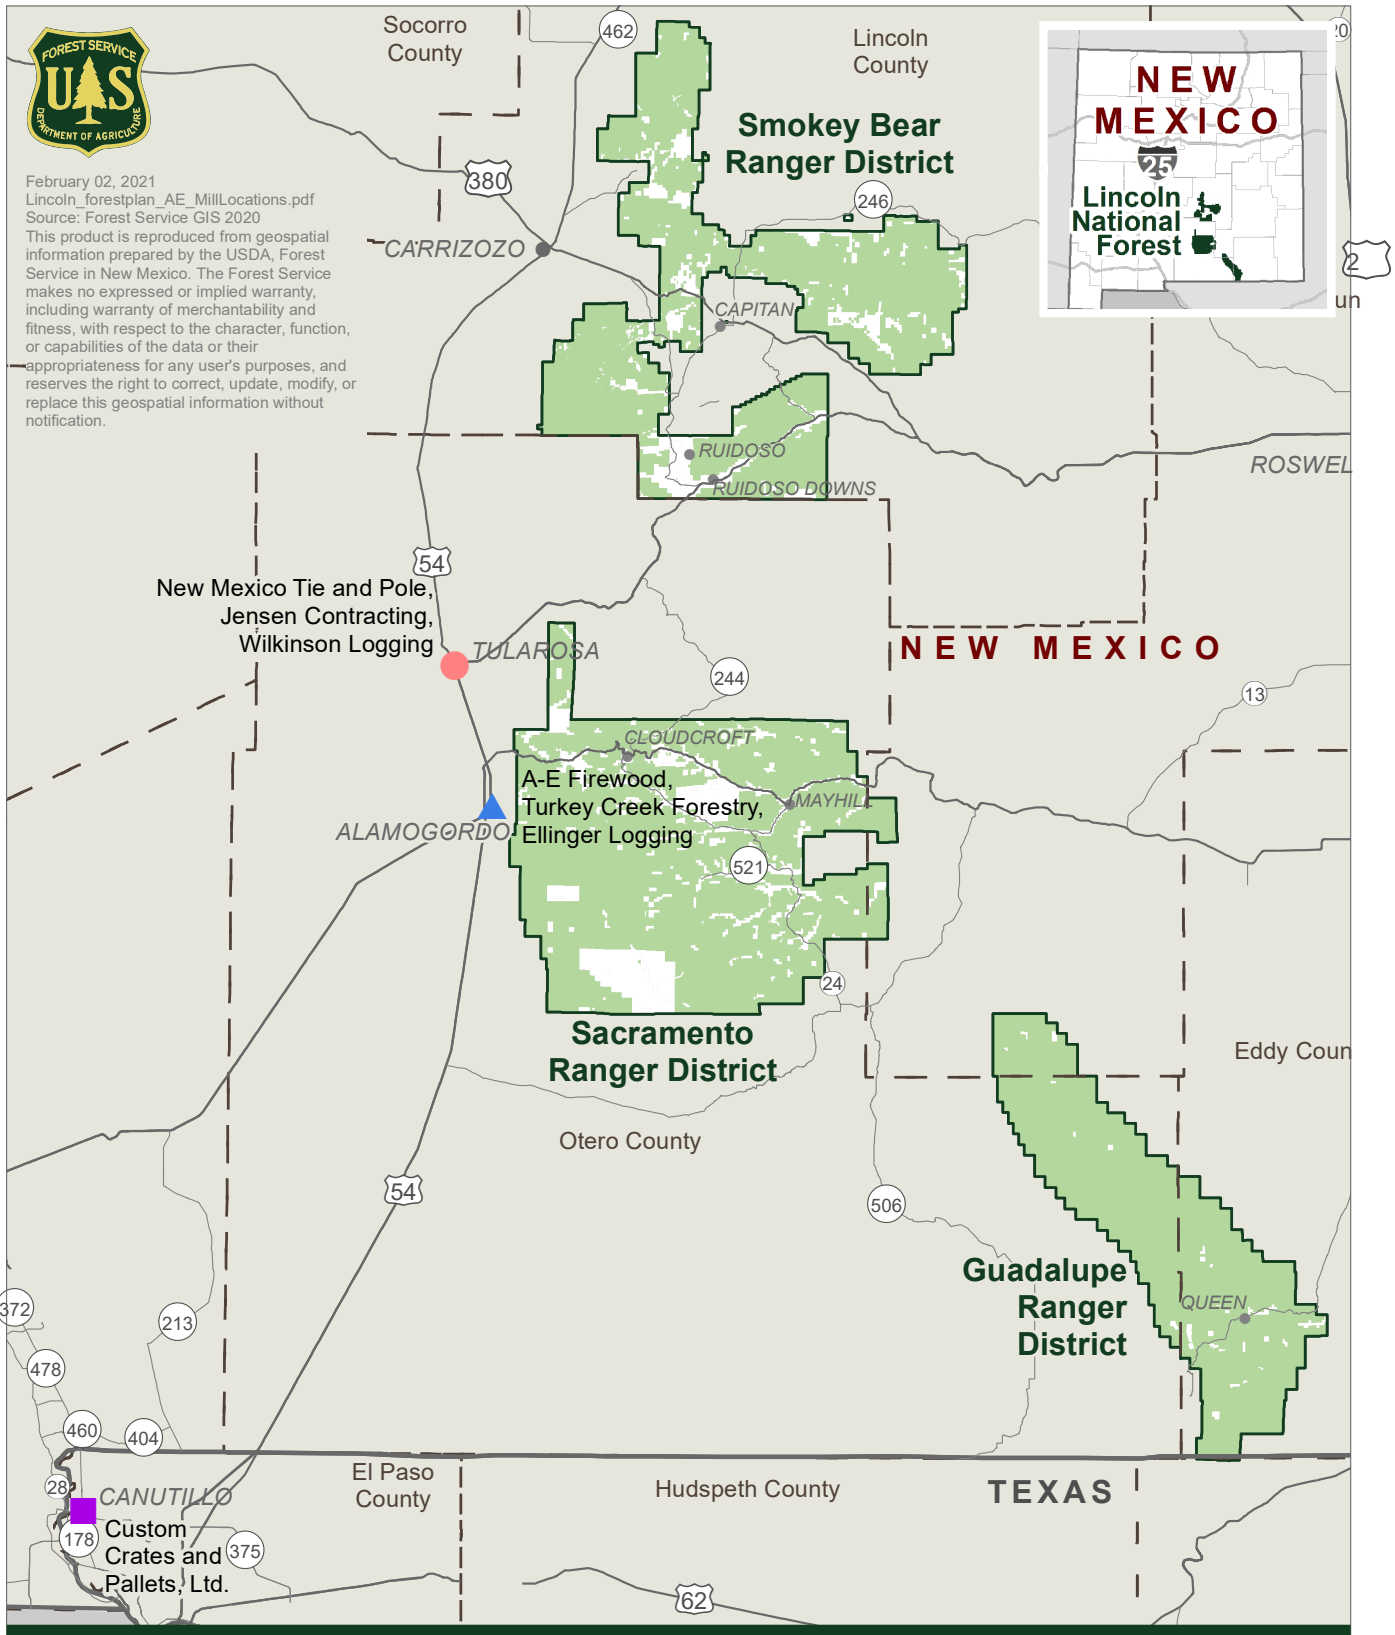 Socorro
County
462
Lincoln
County
FOREST SERVICE
U S
DEPARTMENT OF AGRICULTURE
NEW
MEXICO
25
Lincoln
National
Forest
20
Smokey Bear
Ranger District
380
246
February 02, 2021
Lincoln_forestplan_AE_MillLocations.pdf
Source: Forest Service GIS 2020
This product is reproduced from geospatial
information prepared by the USDA, Forest
Service in New Mexico. The Forest Service
makes no expressed or implied warranty,
including warranty of merchantability and
fitness, with respect to the character, function,
or capabilities of the data or their
appropriateness for any user's purposes, and
reserves the right to correct, update, modify, or
replace this geospatial information without
notification.
CARRIZOZO
2
un
CAPITAN
RUIDOSO
ROSWEL
RUIDOSO DOWNS
54
New Mexico Tie and Pole,
Jensen Contracting,
Wilkinson Logging
TULAROSA
NEW MEXICO
244
13
CLOUDCROFT
A-E Firewood,
Turkey Creek Forestry,
Ellinger Logging
MAYHILL
ALAMOGORDO
521
24
Sacramento
Ranger District
Eddy Coun
Otero County
54
506
Guadalupe
Ranger
District
QUEEN
372
213
478
460
404
El Paso
County
Hudspeth County
TEXAS
28
CANUTILLO
178
Custom
Crates and
Pallets, Ltd.
375
62